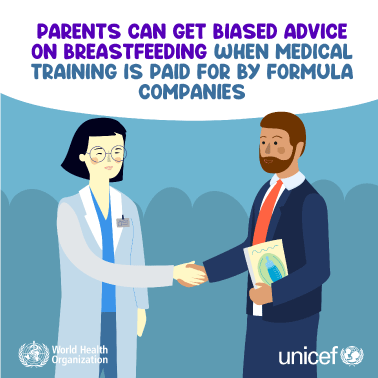 PARENTS CAN GET BIASED ADVICE
ON BREASTFEEDING WHEN MEDICAL
TRAINING IS PAID FOR BY FORMULA
COMPANIES
World Health
Organization
unicef